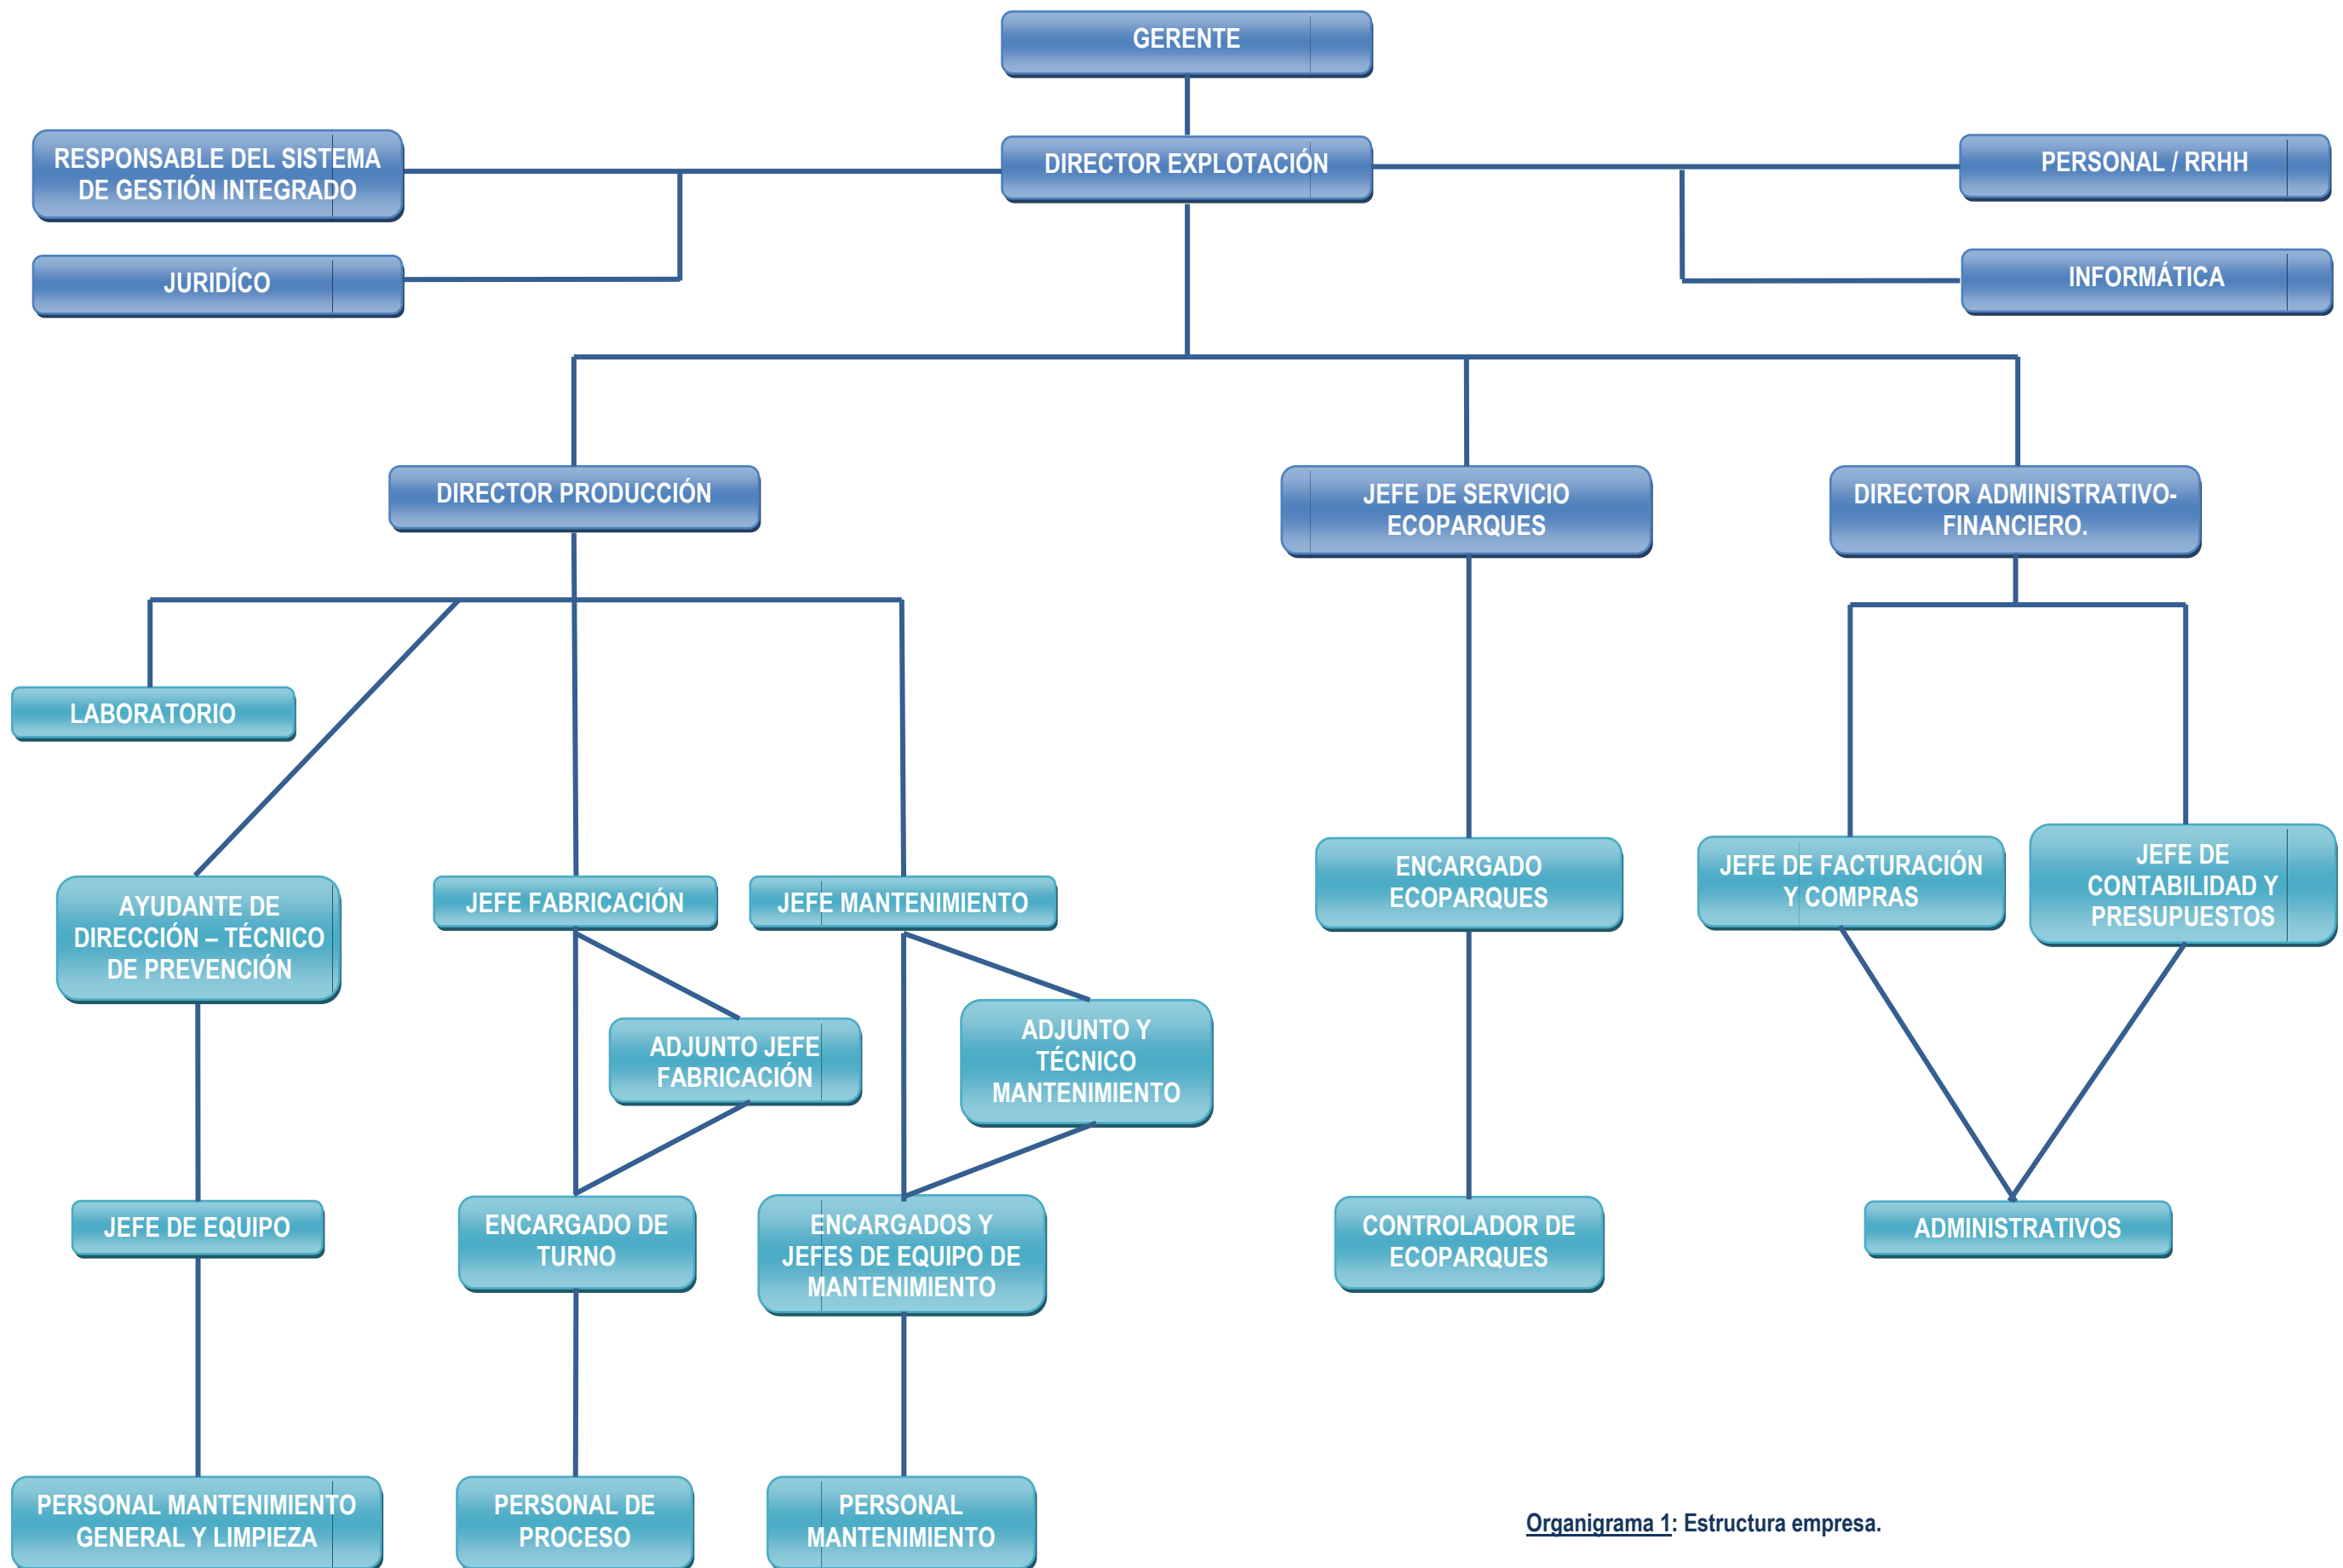 GERENTE
RESPONSABLE DEL SISTEMA
DE GESTIÓN INTEGRADO
DIRECTOR EXPLOTACIÓN
PERSONAL / RRHH
JURIDÍCO
INFORMÁTICA
DIRECTOR PRODUCCIÓN
JEFE DE SERVICIO
ECOPARQUES
DIRECTOR ADMINISTRATIVO-
FINANCIERO.
LABORATORIO
AYUDANTE DE
DIRECCIÓN – TÉCNICO
DE PREVENCIÓN
JEFE FABRICACIÓN
JEFE MANTENIMIENTO
ENCARGADO
ECOPARQUES
JEFE DE FACTURACIÓN
Y COMPRAS
JEFE DE
CONTABILIDAD Y
PRESUPUESTOS
ADJUNTO JEFE
FABRICACIÓN
ADJUNTO Y
TÉCNICO
MANTENIMIENTO
JEFE DE EQUIPO
ENCARGADO DE
TURNO
ENCARGADOS Y
JEFES DE EQUIPO DE
MANTENIMIENTO
CONTROLADOR DE
ECOPARQUES
ADMINISTRATIVOS
PERSONAL MANTENIMIENTO
GENERAL Y LIMPIEZA
PERSONAL DE
PROCESO
PERSONAL
MANTENIMIENTO
Organigrama 1: Estructura empresa.